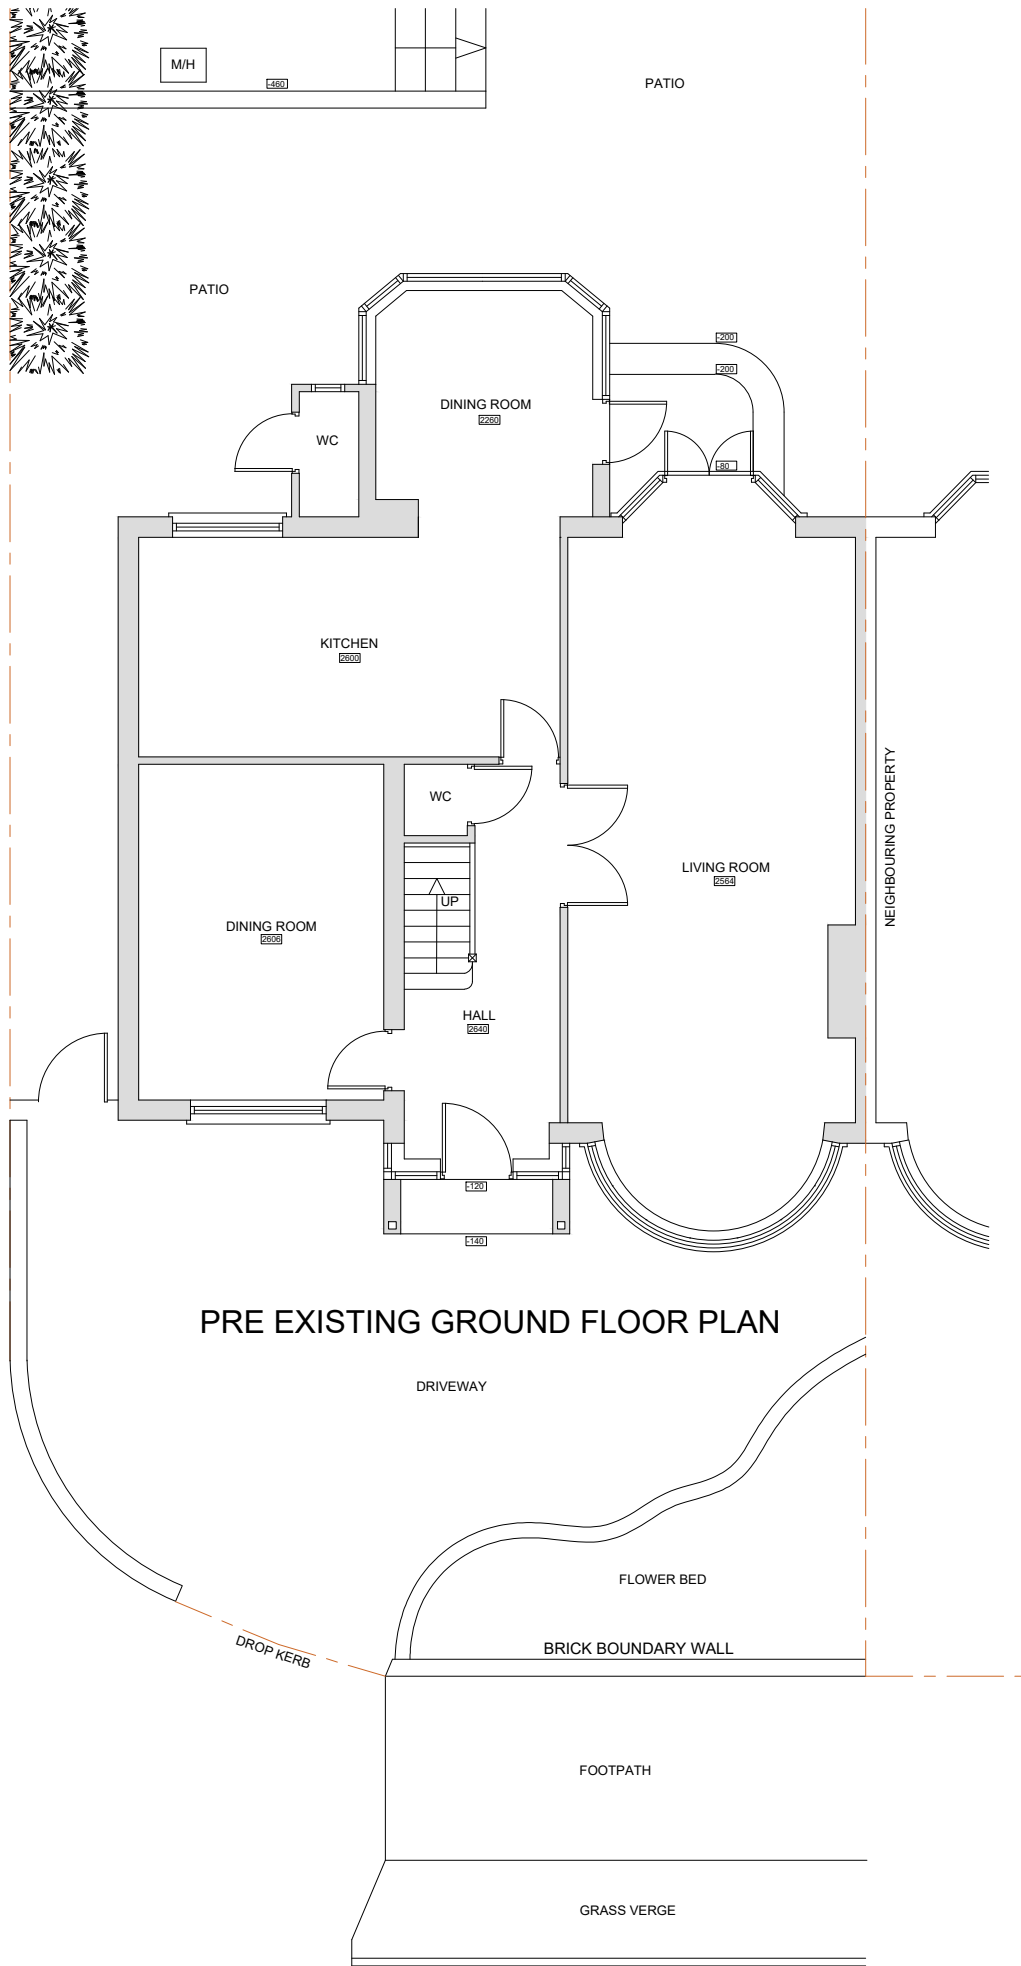 M/H
-460
PATIO
PATIO
-200
-200
DINING ROOM
2260
WC
-80
KITCHEN
2600
NEIGHBOURING PROPERTY
WC
LIVING ROOM
2564
UP
DINING ROOM
2606
HALL
2640
-120
-140
PRE EXISTING GROUND FLOOR PLAN
DRIVEWAY
FLOWER BED
DROP KERB
BRICK BOUNDARY WALL
FOOTPATH
GRASS VERGE